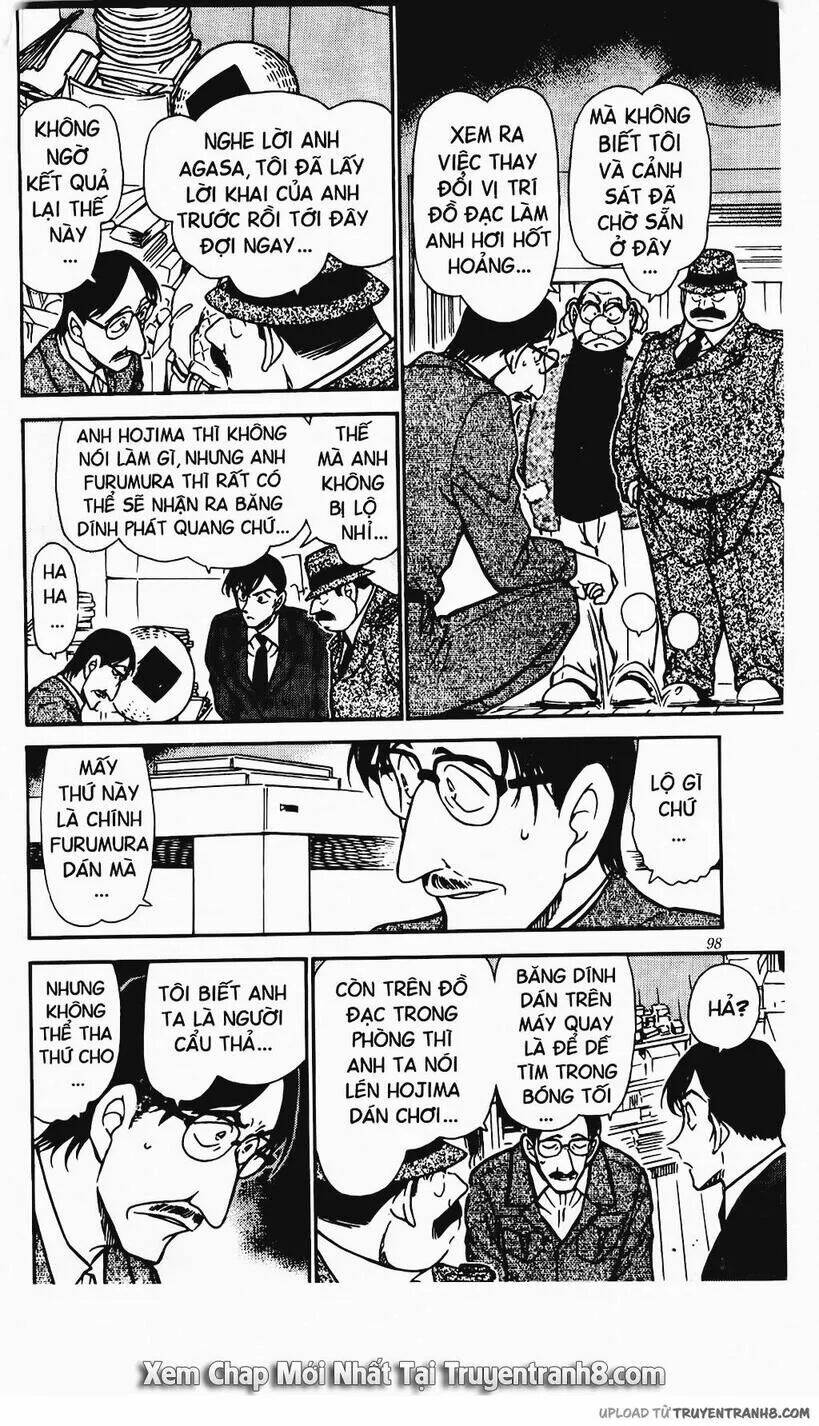 MÀ KHÔNG
BIẾT TÔI
VÀ CẢNH
SÁT ĐÃ
CHỜ SẴN
Ở ĐÂY
...
XEM RA
VIỆC THAY
ĐỔI VỊ TRÍ
ĐỒ ĐẠC LÀM
ANH HƠI HỐT
HOẢNG...
NGHE LỜI ANH
AGASA, TÔI ĐÃ LẤY
LỜI KHAI CỦA ANH
TRƯỚC RỒI TỚI ĐÂY
ĐỢI NGAY...
KHÔNG
NGỜ
KẾT QUẢ
LẠI THẾ
NÀY
...
THẾ
MÀ ANH
KHÔNG
BỊ LỘ
NHỈ...
ANH HOJIMA THÌ KHÔNG
NÓI LÀM GÌ, NHƯNG ANH
FURUMURA THÌ RẤT CÓ
THỂ SẼ NHẬN RA BĂNG
DÍNH PHÁT QUANG CHỨ...
HA
HA
...
LỘ GÌ
CHỨ
...
MẤY
THỨ NÀY
LÀ CHÍNH
FURUMURA
DÁN MÀ
...
98
HẢ?
BĂNG DÍNH
DÁN TRÊN
MÁY QUAY
LÀ ĐỂ DỄ
TÌM TRONG
BÓNG TỐI
...
CÒN TRÊN ĐỒ
ĐẠC TRONG
PHÒNG THÌ
ANH TA NÓI
LÉN HOJIMA
DÁN CHƠI...
TÔI BIẾT ANH
TA LÀ NGƯỜI
CẨU THẢ...
NHƯNG
KHÔNG
THỂ THA
THỨ CHO
...
Xem Chap Mới Nhất Tại Truyentranh8.com
UPLOAD TỪ TRUYENTRANH8.COM